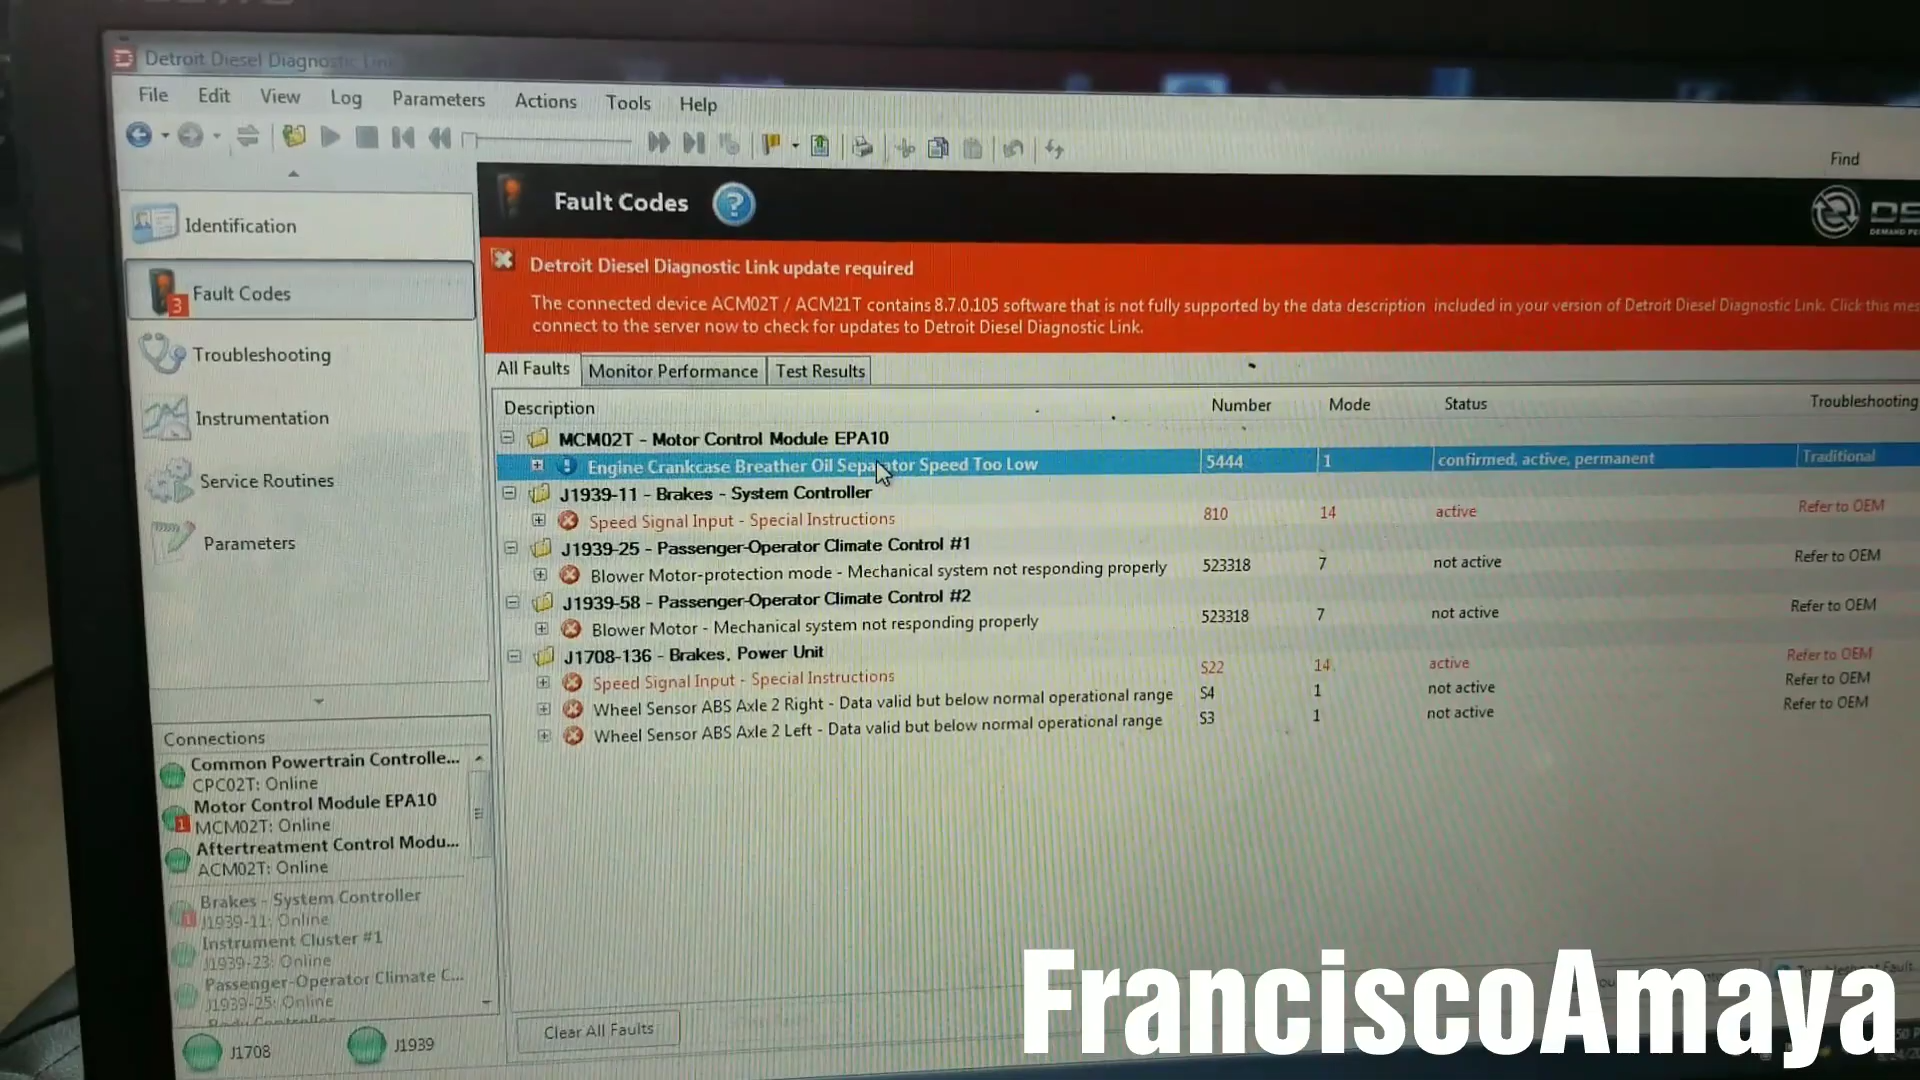 Detroit Diesel Diagnostic Link
File Edit View Log Parameters Actions Tools Help
Find
Fault Codes
Identification
Fault Codes
3
Troubleshooting
Instrumentation
Service Routines
Parameters
Detroit Diesel Diagnostic Link update required
The connected device ACM02T / ACM21T contains 8.7.0.105 software that is not fully supported by the data description included in your version of Detroit Diesel Diagnostic Link. Click this
connect to the server now to check for updates to Detroit Diesel Diagnostic Link.
All Faults Monitor Performance Test Results
Description Number Mode Status Troubleshooting
MCM02T - Motor Control Module EPA10
Engine Crankcase Breather Oil Separator Speed Too Low 5444 1 confirmed, active, permanent Traditional
J1939-11 - Brakes - System Controller
Speed Signal Input - Special Instructions 810 14 active Refer to OEM
J1939-25 - Passenger-Operator Climate Control #1
Blower Motor-protection mode - Mechanical system not responding properly 523318 7 not active Refer to OEM
J1939-58 - Passenger-Operator Climate Control #2
Blower Motor - Mechanical system not responding properly 523318 7 not active Refer to OEM
J1708-136 - Brakes, Power Unit
Speed Signal Input - Special Instructions S22 14 active Refer to OEM
Wheel Sensor ABS Axle 2 Right - Data valid but below normal operational range S4 1 not active Refer to OEM
Wheel Sensor ABS Axle 2 Left - Data valid but below normal operational range S3 1 not active Refer to OEM
Connections
Common Powertrain Controlle...
CPC02T: Online
Motor Control Module EPA10
1 MCM02T: Online
Aftertreatment Control Modu...
ACM02T: Online
Brakes - System Controller
1 J1939-11: Online
Instrument Cluster #1
J1939-23: Online
Passenger-Operator Climate C...
J1939-25: Online
J1708 J1939
Clear All Faults
FranciscoAmaya